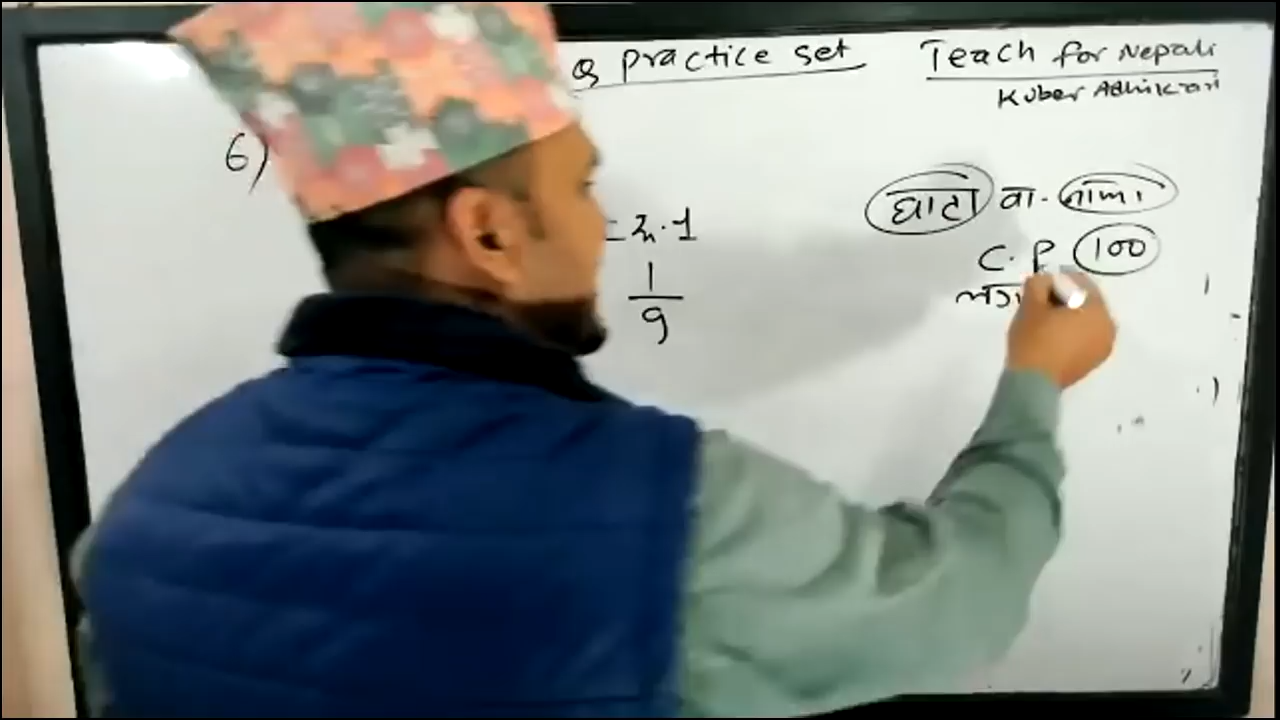 Q Practice set
Teach for Nepali
Kuber Adhikari
6)
घाटा वा. नाफा
= रु.1
C.P 100
1
9